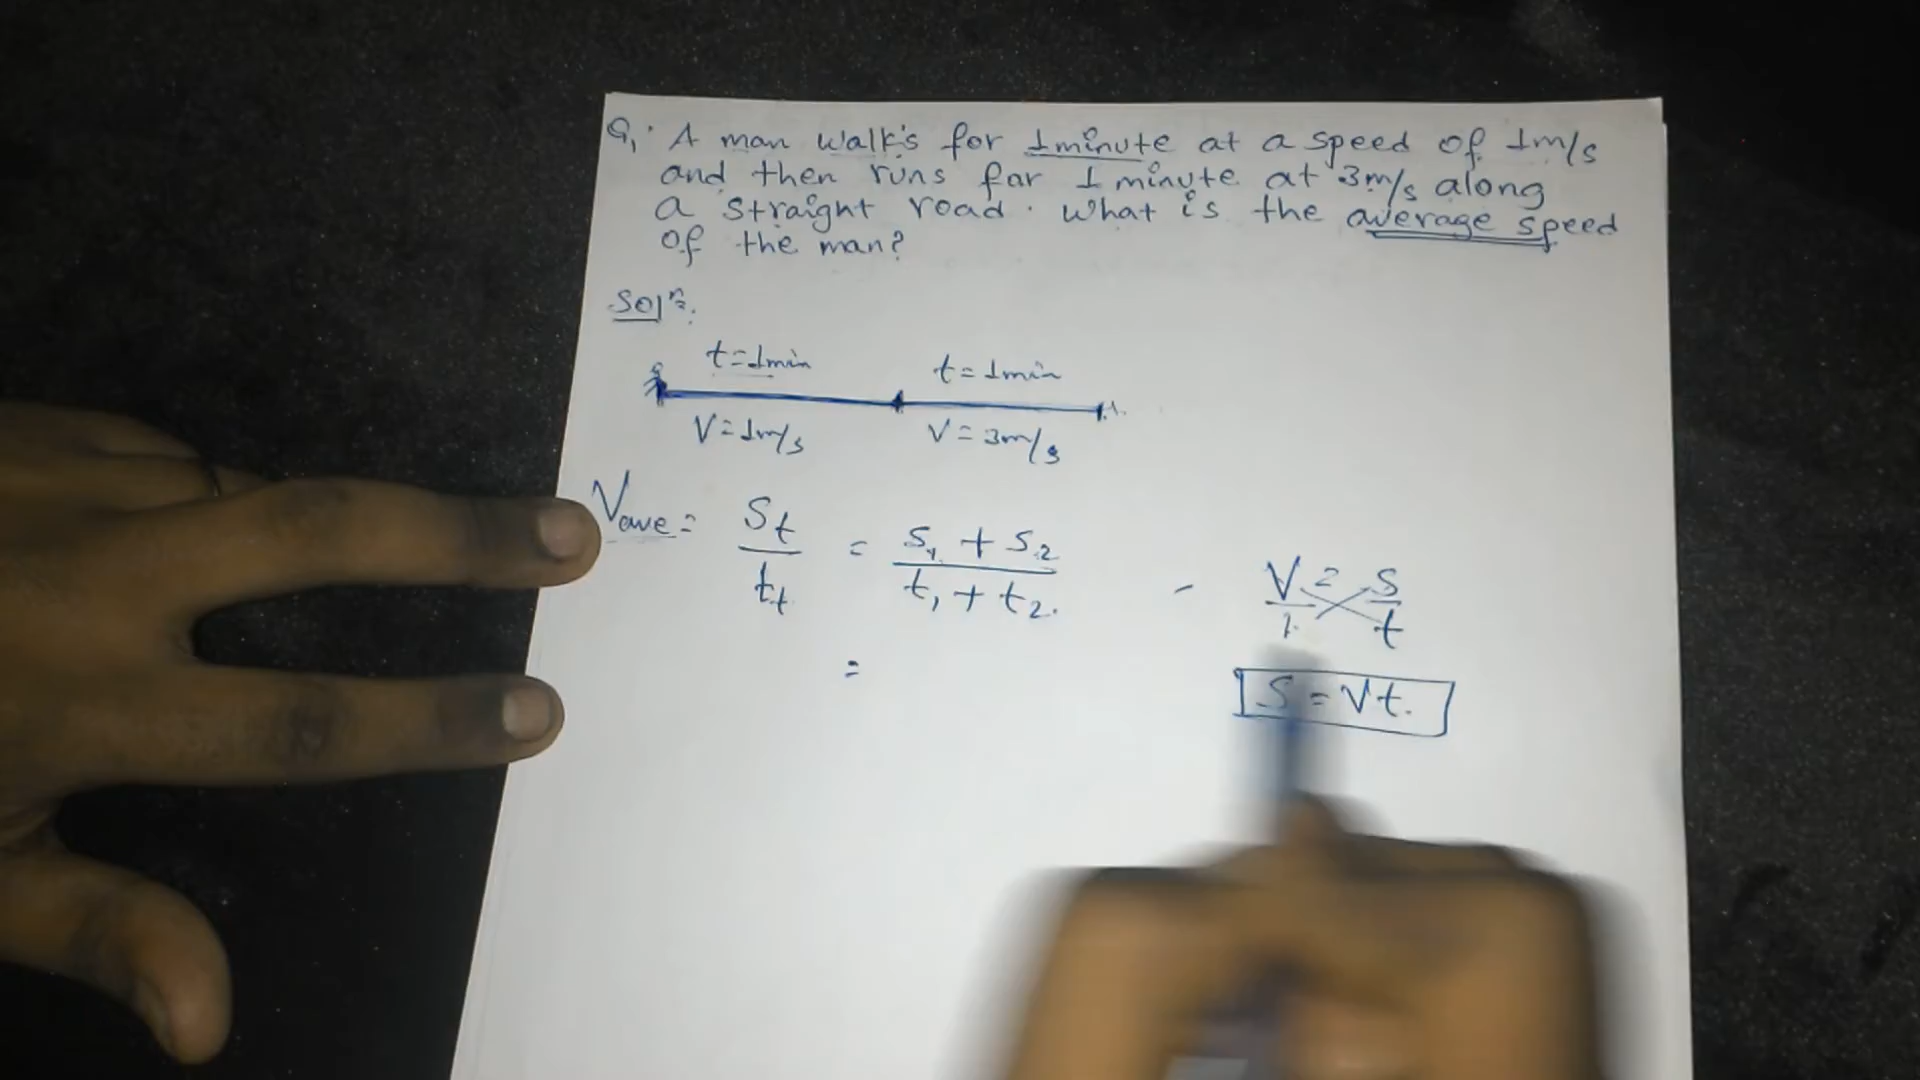 Q1. A man walk's for 1 minute at a speed of 1m/s
and then runs for 1 minute at 3m/s along
a straight road. What is the average speed
of the man?
Soln:
t=1min t=1min
V=1m/s V=3m/s
Vave = St/tt = S1 + S2/t1 + t2.
V/1 = S/t
=
S = Vt.